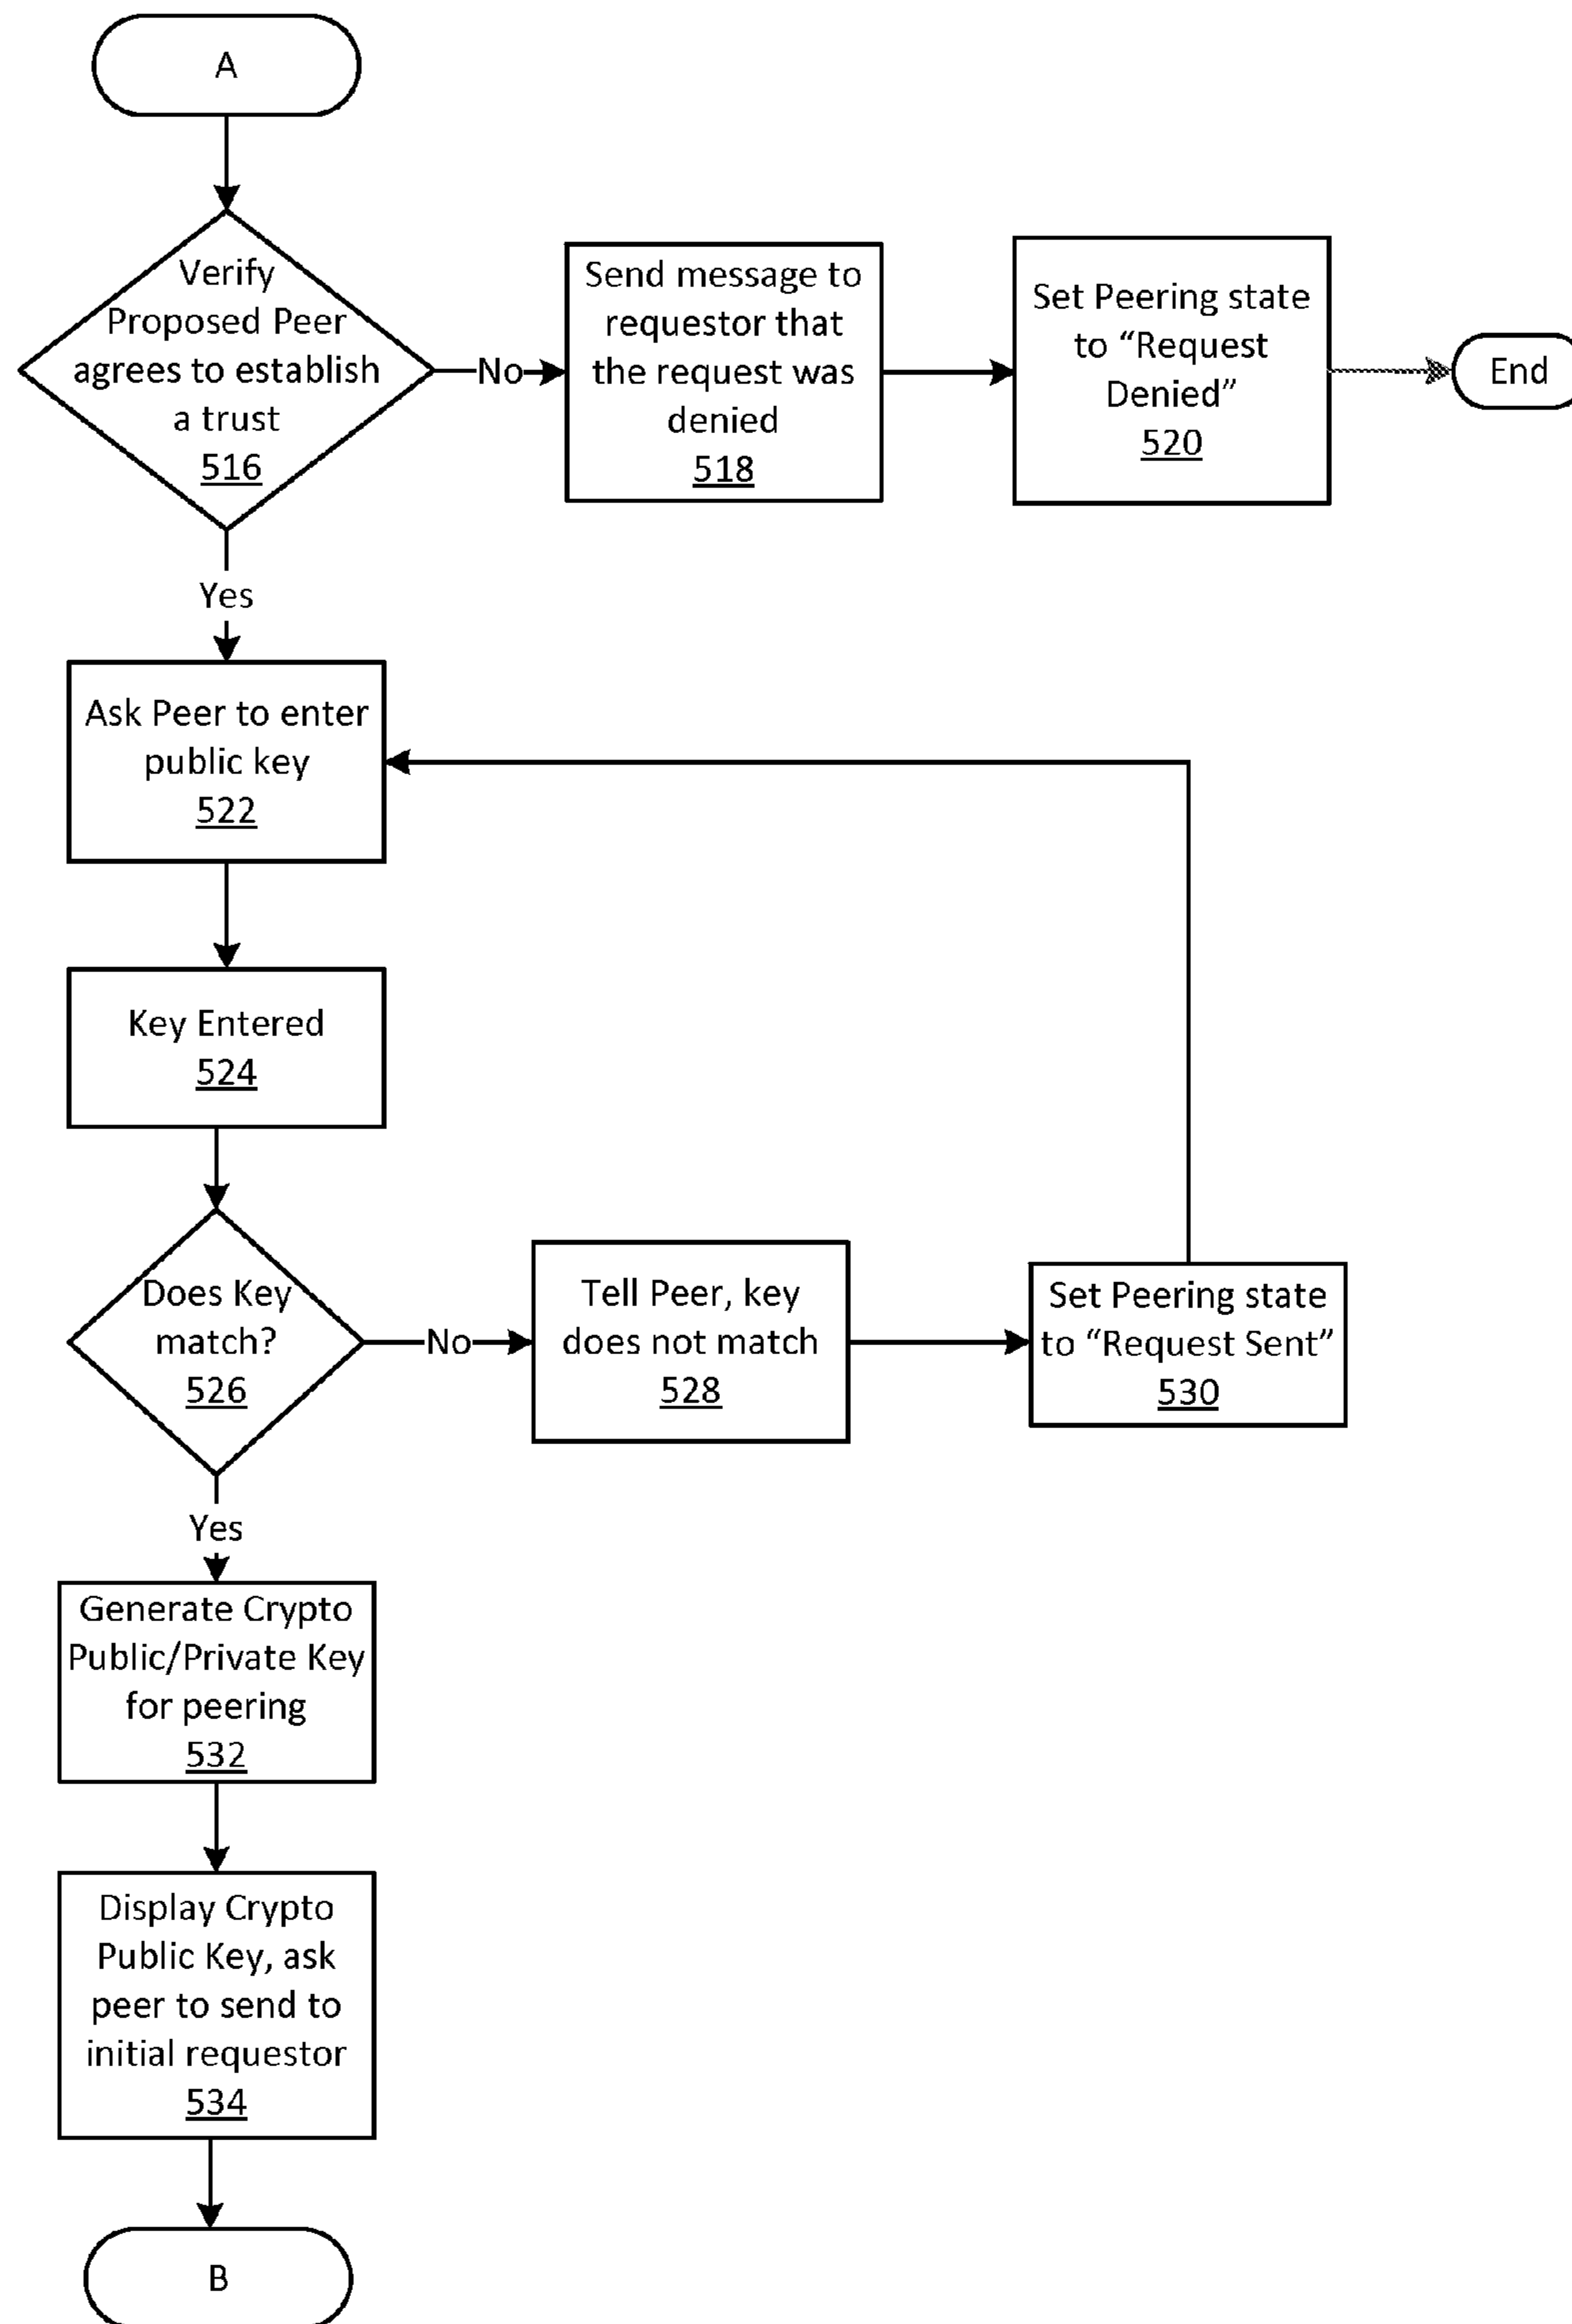 A
Verify
Proposed Peer
agrees to establish
a trust
516
No
Send message to
requestor that
the request was
denied
518
Set Peering state
to “Request
Denied”
520
End
Yes
Ask Peer to enter
public key
522
Key Entered
524
Does Key
match?
526
No
Tell Peer, key
does not match
528
Set Peering state
to “Request Sent”
530
Yes
Generate Crypto
Public/Private Key
for peering
532
Display Crypto
Public Key, ask
peer to send to
initial requestor
534
B